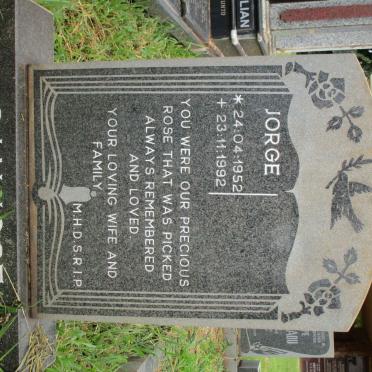 JORGE
* 24.04.1952
+ 23.11.1992
YOU WERE OUR PRECIOUS
ROSE THAT WAS PICKED
ALWAYS REMEMBERED
AND LOVED.
YOUR LOVING WIFE AND
FAMILY.
M.H.D.S.R.I.P.
LIAN